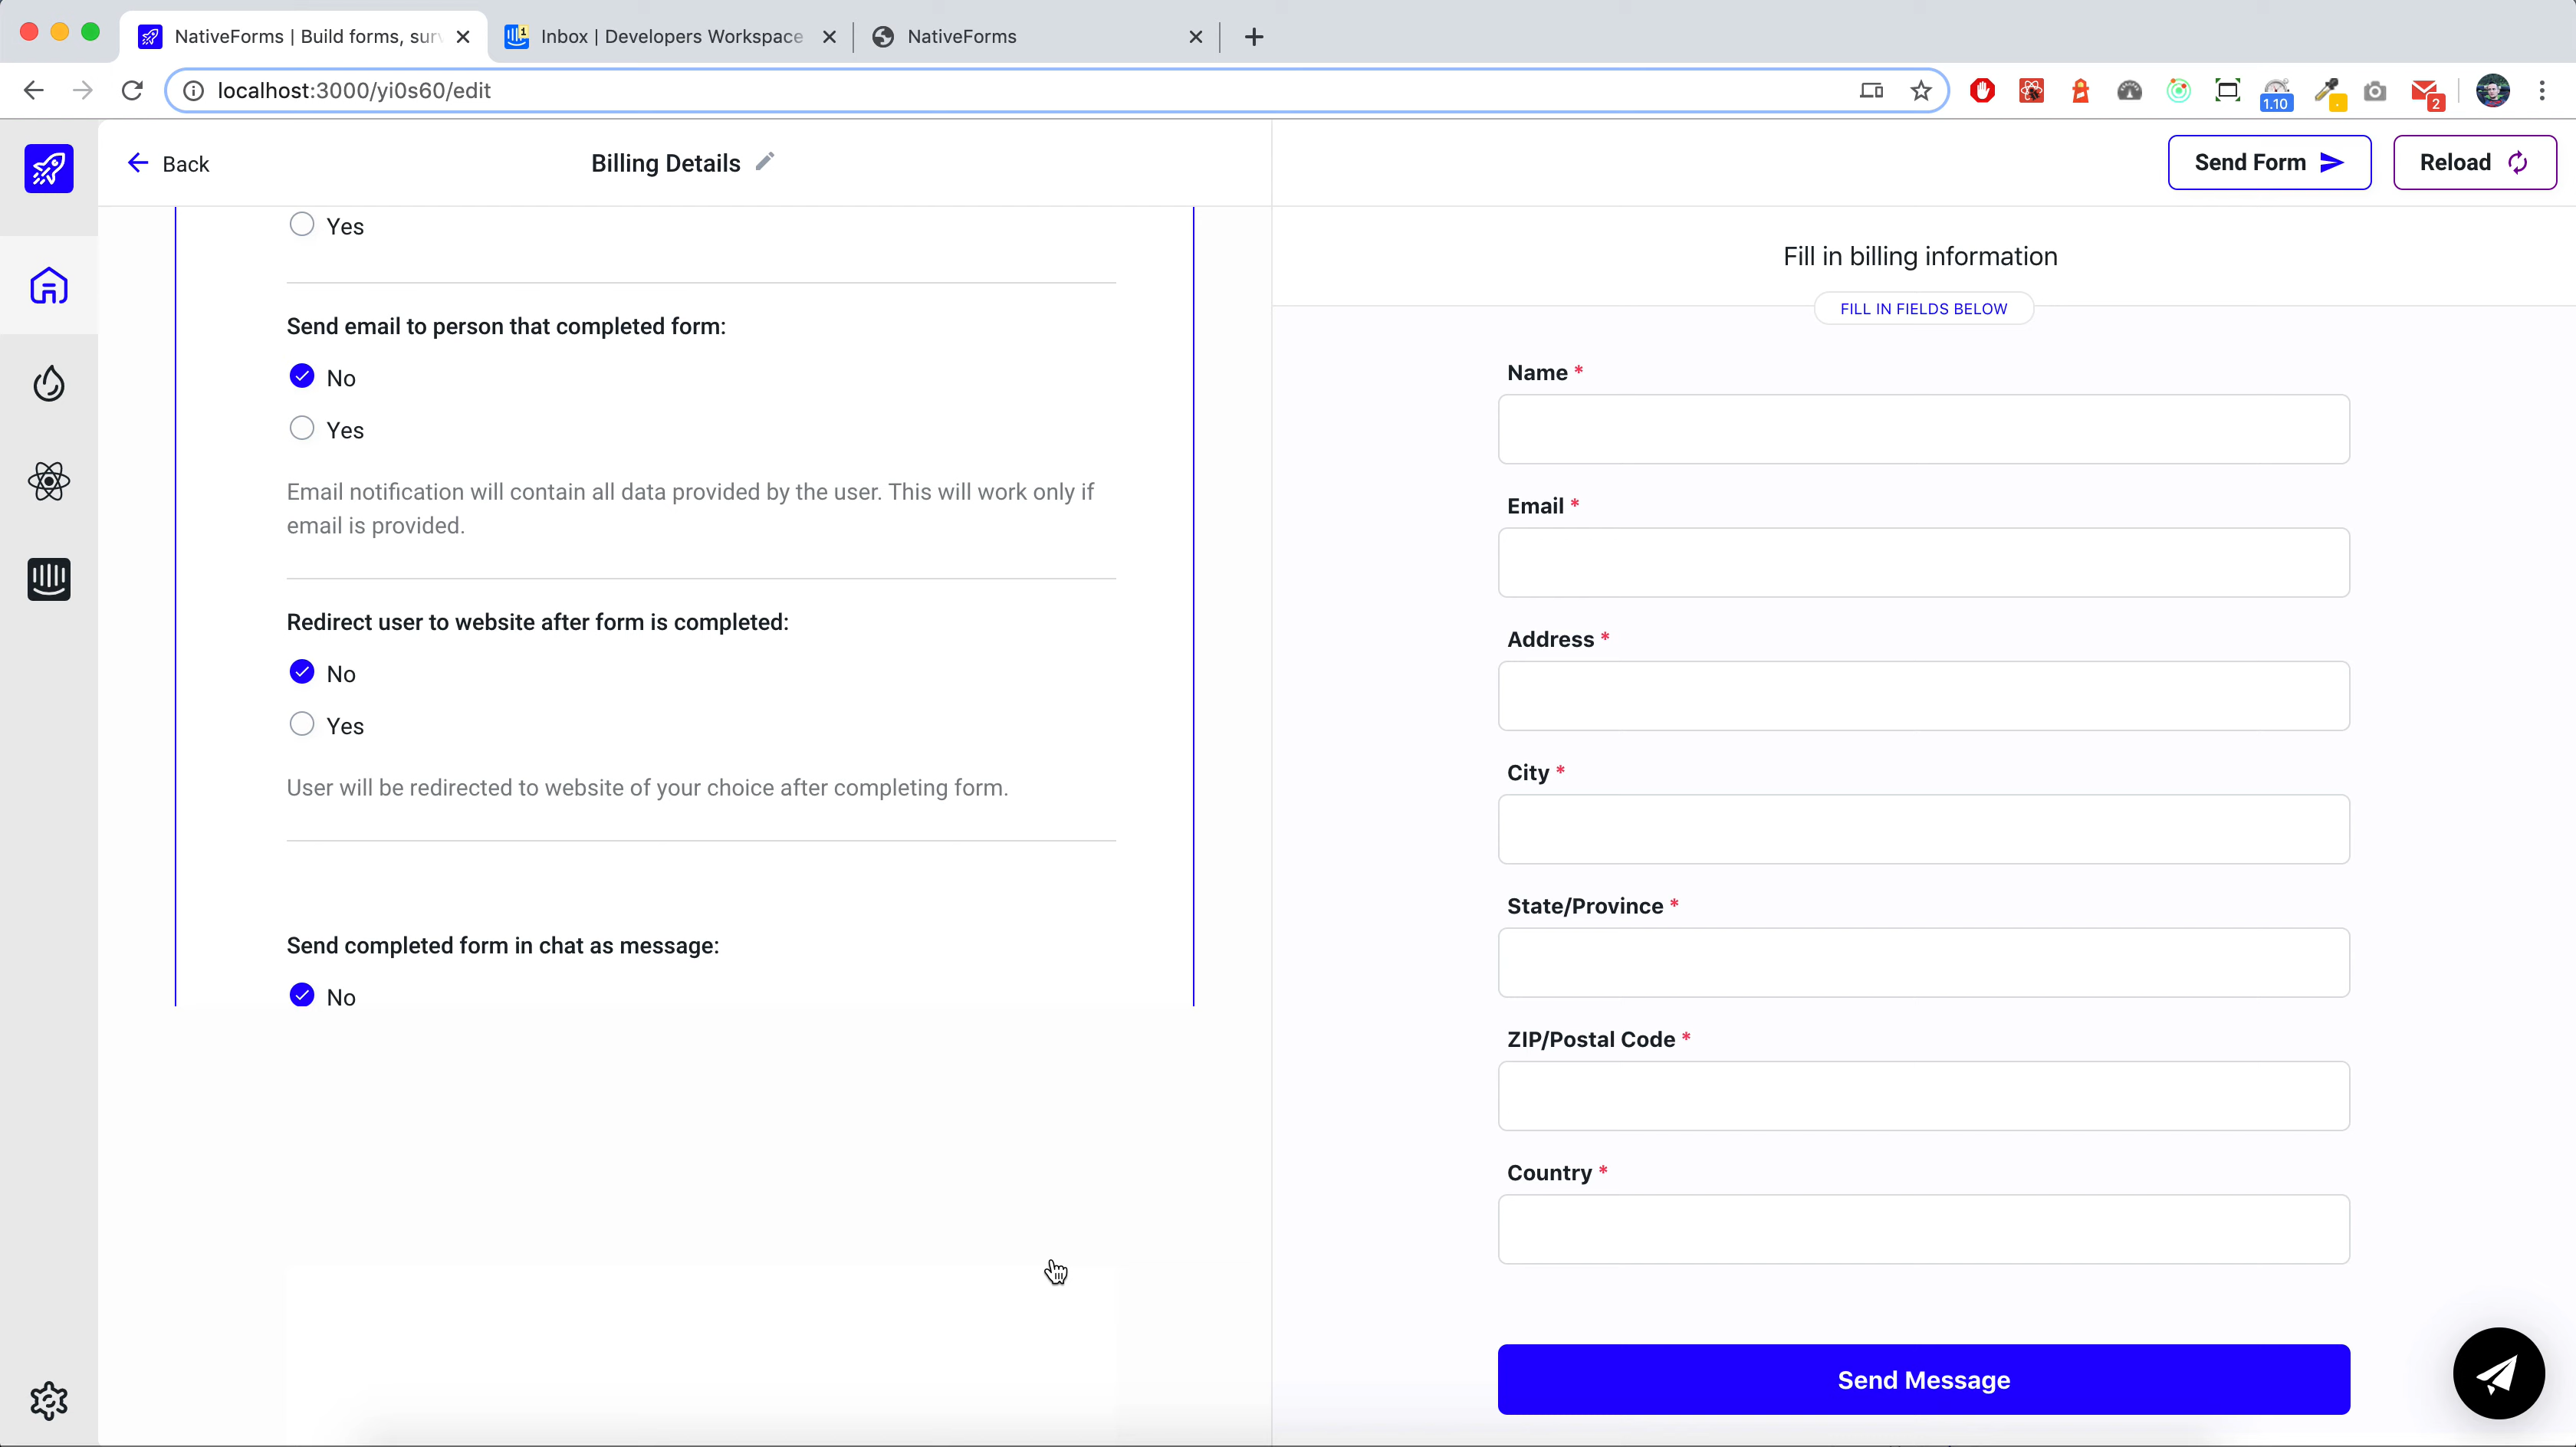 NativeForms | Build forms, sur
Inbox | Developers Workspace
NativeForms
localhost:3000/yi0s60/edit
1.10
2
Back
Billing Details
Send Form
Reload
Yes
Send email to person that completed form:
No
Yes
Email notification will contain all data provided by the user. This will work only if
email is provided.
Redirect user to website after form is completed:
No
Yes
User will be redirected to website of your choice after completing form.
Send completed form in chat as message:
No
Fill in billing information
FILL IN FIELDS BELOW
Name *
Email *
Address *
City *
State/Province *
ZIP/Postal Code *
Country *
Send Message